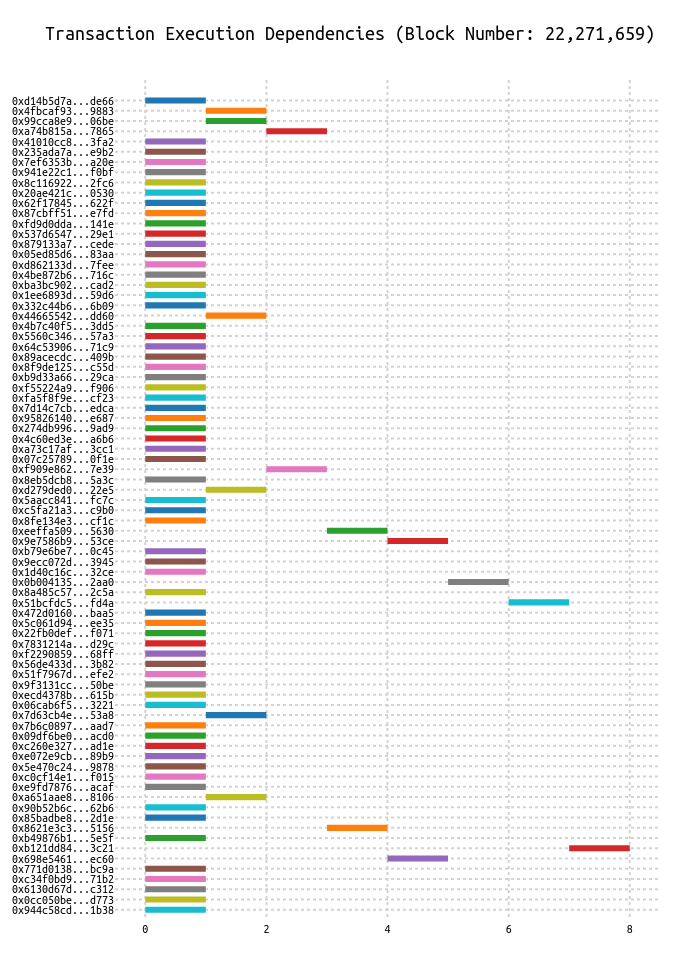 Transaction Execution Dependencies (Block Number: 22,271,659)
0xd14b5d7a...de66
0x4fbcaf93...9883
0x99cca8e9...06be
0xa74b815a...7865
0x41010cc8...3fa2
0x235ada7a...e9b2
0x7ef6353b...a20e
0x941e22c1...f0bf
0x8c116922...2fc6
0x20ae421c...0530
0x62f17845...622f
0x87cbff51...e7fd
0xfd9d0dda...141e
0x537d6547...29e1
0x879133a7...cede
0x05ed85d6...83aa
0xd862133d...7fee
0x4be872b6...716c
0xba3bc902...cad2
0x1ee6893d...59d6
0x332c44b6...6b09
0x44665542...dd60
0x4b7c40f5...3dd5
0x5560c346...57a3
0x64c53906...71c9
0x89acecdc...409b
0x8f9de125...c55d
0xb9d33a66...29ca
0xf55224a9...f906
0xfa5f8f9e...cf23
0x7d14c7cb...edca
0x95826140...e687
0x274db996...9ad9
0x4c60ed3e...a6b6
0xa73c17af...3cc1
0x07c25789...0f1e
0xf909e862...7e39
0x8eb5dcb8...5a3c
0xd279ded0...22e5
0x5aacc841...fc7c
0xc5fa21a3...c9b0
0x8fe134e3...cf1c
0xeeffa509...5630
0x9e7586b9...53ce
0xb79e6be7...0c45
0x9ecc072d...3945
0x1d40c16c...32ce
0x0b004135...2aa0
0x8a485c57...2c5a
0x51bcfdc5...fd4a
0x472d0160...baa5
0x5c061d94...ee35
0x22fb0def...f071
0x7831214a...d29c
0xf2290859...68ff
0x56de433d...3b82
0x51f7967d...efe2
0x9f3131cc...50be
0xecd4378b...615b
0x06cab6f5...3221
0x7d63cb4e...53a8
0x7b6c0897...aad7
0x09df6be0...acd0
0xc260e327...ad1e
0xe072e9cb...89b9
0x5e470c24...9878
0xc0cf14e1...f015
0xe9fd7876...acaf
0xa651aae8...8106
0x90b52b6c...62b6
0x85badbe8...2d1e
0x8621e3c3...5156
0xb49876b1...5e5f
0xb121dd84...3c21
0x698e5461...ec60
0x771d0138...bc9a
0xc34f0bd9...71b2
0x6130d67d...c312
0x0cc050be...d773
0x944c58cd...1b38
0 2 4 6 8